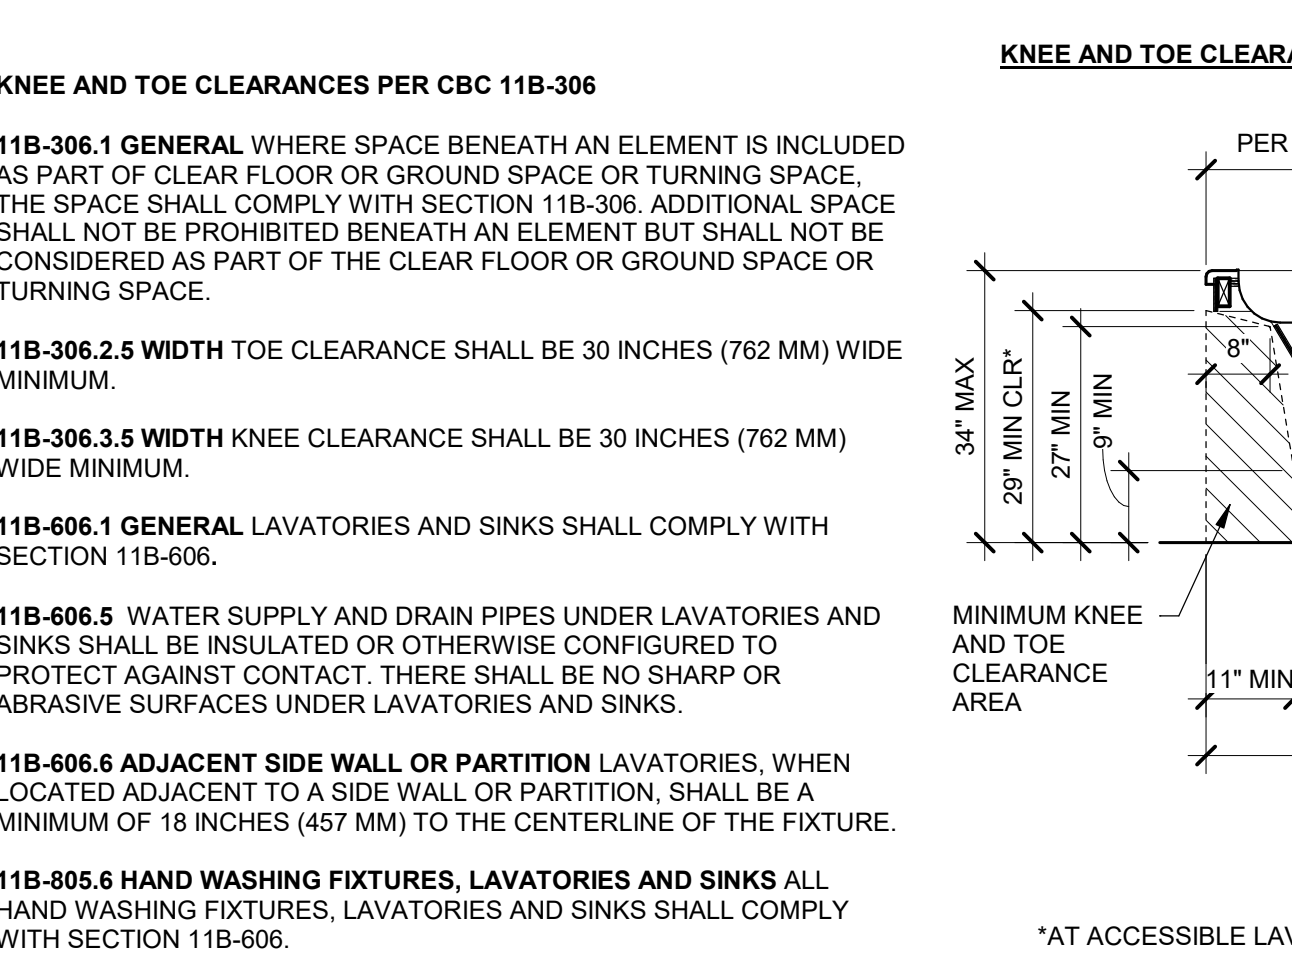 KNEE AND TOE CLEARANCES PER CBC 11B-306
11B-306.1 GENERAL WHERE SPACE BENEATH AN ELEMENT IS INCLUDED
AS PART OF CLEAR FLOOR OR GROUND SPACE OR TURNING SPACE,
THE SPACE SHALL COMPLY WITH SECTION 11B-306. ADDITIONAL SPACE
SHALL NOT BE PROHIBITED BENEATH AN ELEMENT BUT SHALL NOT BE
CONSIDERED AS PART OF THE CLEAR FLOOR OR GROUND SPACE OR
TURNING SPACE.
11B-306.2.5 WIDTH TOE CLEARANCE SHALL BE 30 INCHES (762 MM) WIDE
MINIMUM.
11B-306.3.5 WIDTH KNEE CLEARANCE SHALL BE 30 INCHES (762 MM)
WIDE MINIMUM.
11B-606.1 GENERAL LAVATORIES AND SINKS SHALL COMPLY WITH
SECTION 11B-606.
11B-606.5 WATER SUPPLY AND DRAIN PIPES UNDER LAVATORIES AND
SINKS SHALL BE INSULATED OR OTHERWISE CONFIGURED TO
PROTECT AGAINST CONTACT. THERE SHALL BE NO SHARP OR
ABRASIVE SURFACES UNDER LAVATORIES AND SINKS.
11B-606.6 ADJACENT SIDE WALL OR PARTITION LAVATORIES, WHEN
LOCATED ADJACENT TO A SIDE WALL OR PARTITION, SHALL BE A
MINIMUM OF 18 INCHES (457 MM) TO THE CENTERLINE OF THE FIXTURE.
11B-805.6 HAND WASHING FIXTURES, LAVATORIES AND SINKS ALL
HAND WASHING FIXTURES, LAVATORIES AND SINKS SHALL COMPLY
WITH SECTION 11B-606.
KNEE AND TOE CLEARA
PER
8"
34" MAX
29" MIN CLR*
27" MIN
9" MIN
MINIMUM KNEE
AND TOE
CLEARANCE
AREA
11" MIN
*AT ACCESSIBLE LAV